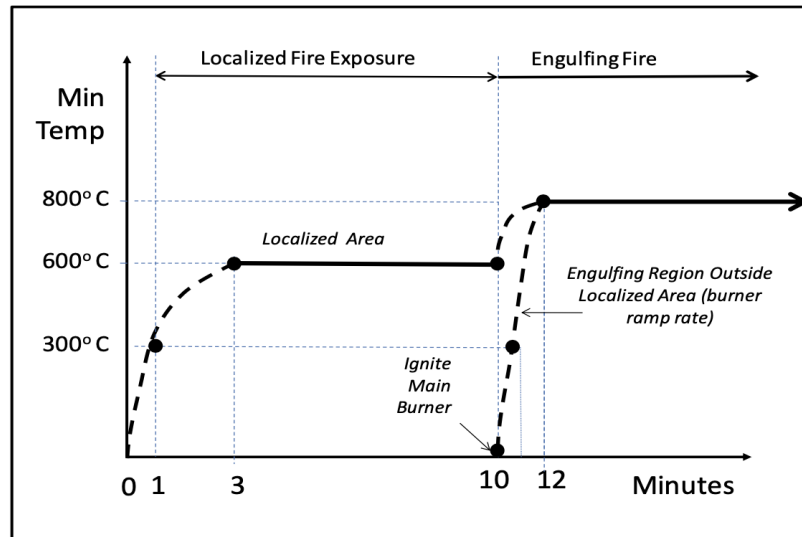 Localized Fire Exposure
Engulfing Fire
Min
Temp
800° C
600° C
300° C
Localized Area
Engulfing Region Outside
Localized Area (burner
ramp rate)
Ignite
Main
Burner
0 1 3 10 12 Minutes